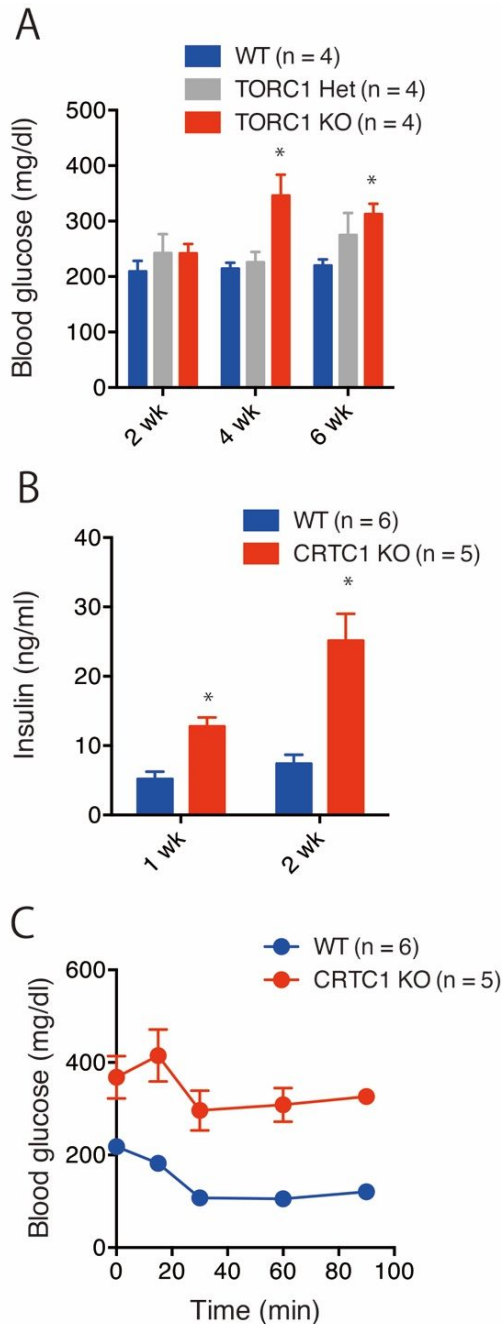 A
WT (n = 4)
TORC1 Het (n = 4)
TORC1 KO (n = 4)
Blood glucose (mg/dl)
500
400
300
200
100
0
*
*
2 wk
4 wk
6 wk
B
WT (n = 6)
CRTC1 KO (n = 5)
Insulin (ng/ml)
40
30
20
10
0
*
*
1 wk
2 wk
C
WT (n = 6)
CRTC1 KO (n = 5)
Blood glucose (mg/dl)
600
400
200
0
0 20 40 60 80 100
Time (min)